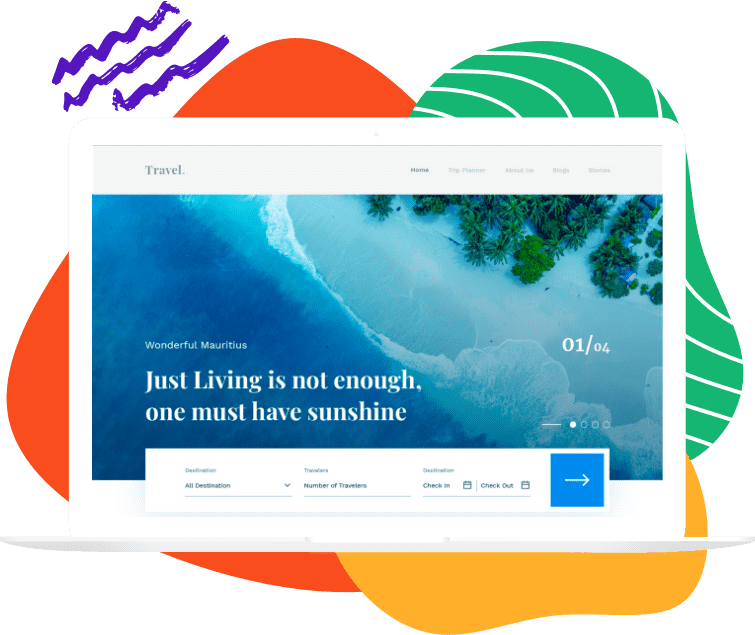 Travel.
Home Trip Planner About Us Blogs Stories
Wonderful Mauritius
01/04
Just Living is not enough,
one must have sunshine
Destination Travelers Destination
All Destination Number of Travelers Check In Check Out